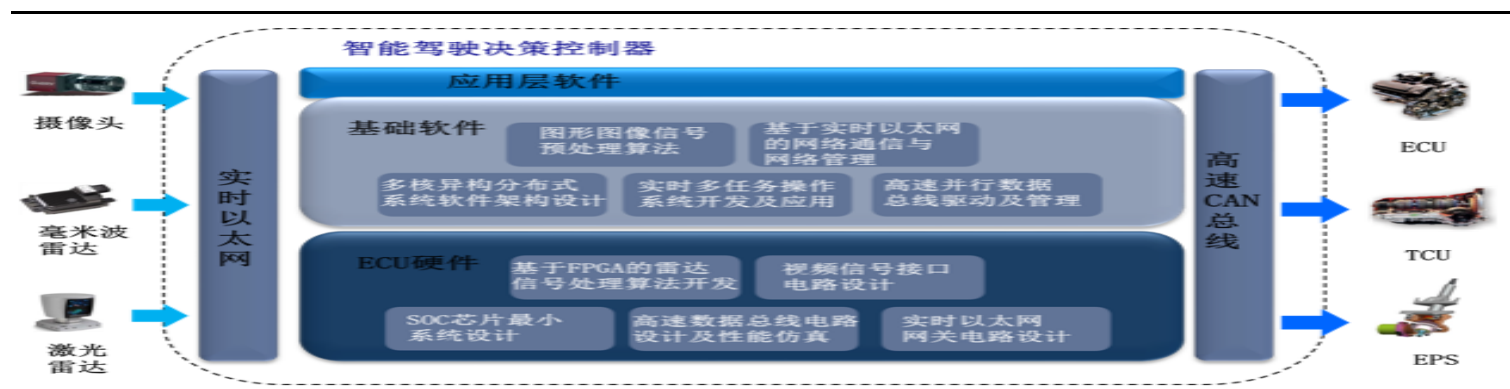 智能驾驶决策控制器
摄像头
毫米波
雷达
激光
雷达
实
时
以
太
网
应用层软件
基础软件
图形图像信号
预处理算法
基于实时以太网
的网络通信与
网络管理
多核异构分布式
系统软件架构设计
实时多任务操作
系统开发及应用
高速并行数据
总线驱动及管理
ECU硬件
基于FPGA的雷达
信号处理算法开发
视频信号接口
电路设计
SOC芯片最小
系统设计
高速数据总线电路
设计及性能仿真
实时以太网
网关电路设计
高
速
CAN
总
线
ECU
TCU
EPS